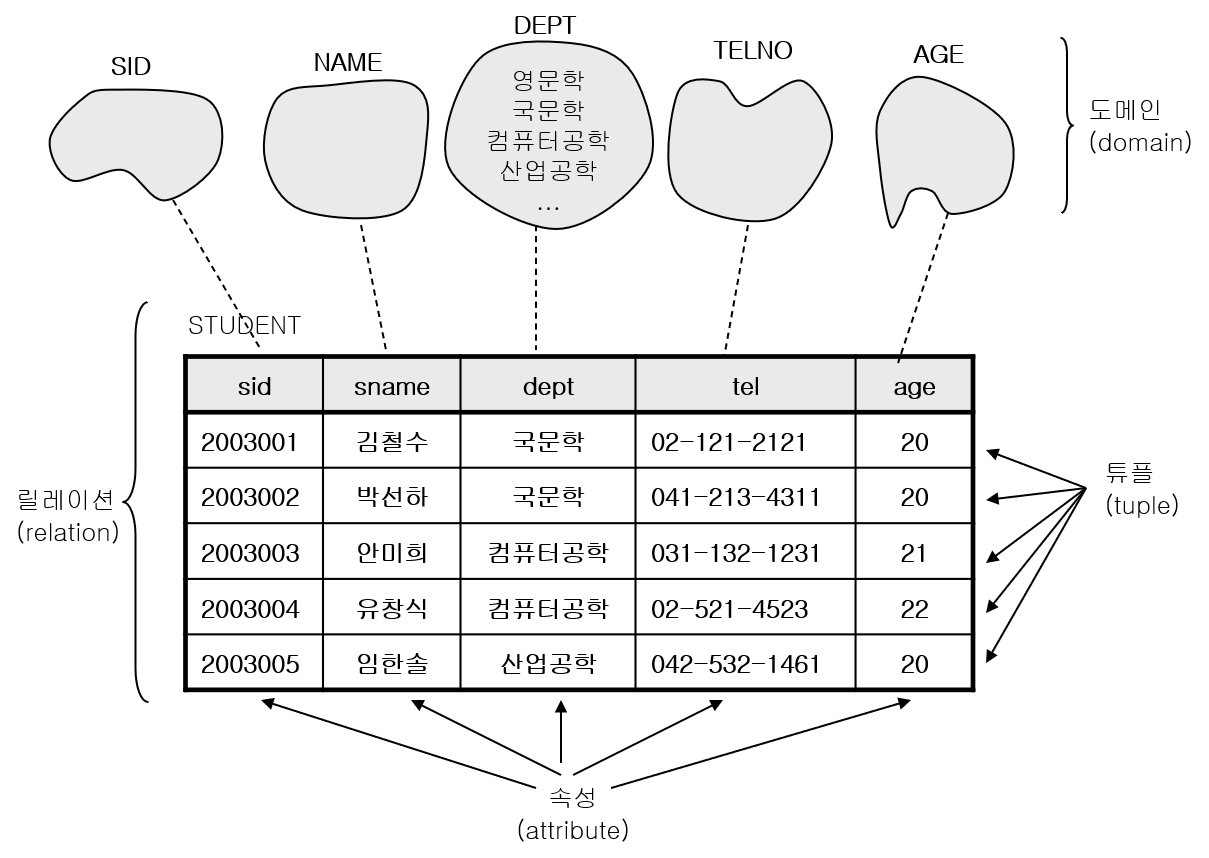 SID
NAME
DEPT
TELNO
AGE
영문학
국문학
컴퓨터공학
산업공학
...
도메인
(domain)
STUDENT
sid sname dept tel age
2003001 김철수 국문학 02-121-2121 20
2003002 박선하 국문학 041-213-4311 20
2003003 안미희 컴퓨터공학 031-132-1231 21
2003004 유창식 컴퓨터공학 02-521-4523 22
2003005 임한솔 산업공학 042-532-1461 20
릴레이션
(relation)
튜플
(tuple)
속성
(attribute)